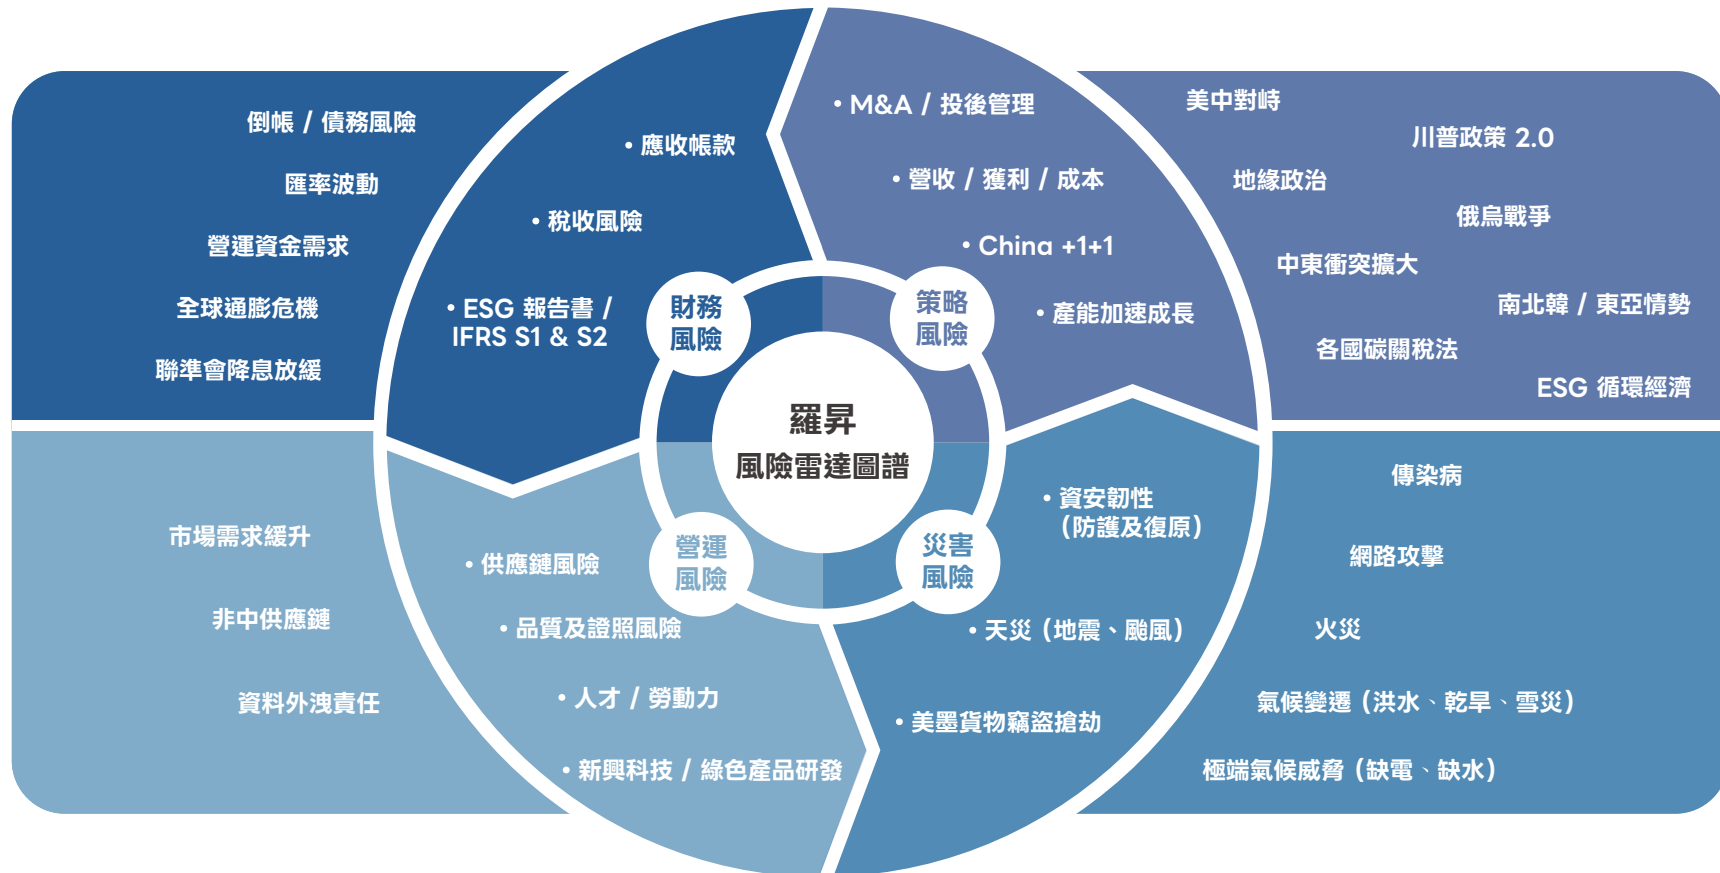 倒帳 / 債務風險
匯率波動
營運資金需求
全球通膨危機
聯準會降息放緩
• 應收帳款
• 稅收風險
• ESG 報告書 /
IFRS S1 & S2
財務
風險
• M&A / 投後管理
• 營收 / 獲利 / 成本
• China +1+1
• 產能加速成長
策略
風險
美中對峙
川普政策 2.0
地緣政治
俄烏戰爭
中東衝突擴大
南北韓 / 東亞情勢
各國碳關稅法
ESG 循環經濟
羅昇
風險雷達圖譜
市場需求緩升
非中供應鏈
資料外洩責任
營運
風險
• 供應鏈風險
• 品質及證照風險
• 人才 / 勞動力
• 新興科技 / 綠色產品研發
災害
風險
• 資安韌性
(防護及復原)
• 天災 (地震、颱風)
• 美墨貨物竊盜搶劫
傳染病
網路攻擊
火災
氣候變遷 (洪水、乾旱、雪災)
極端氣候威脅 (缺電、缺水)